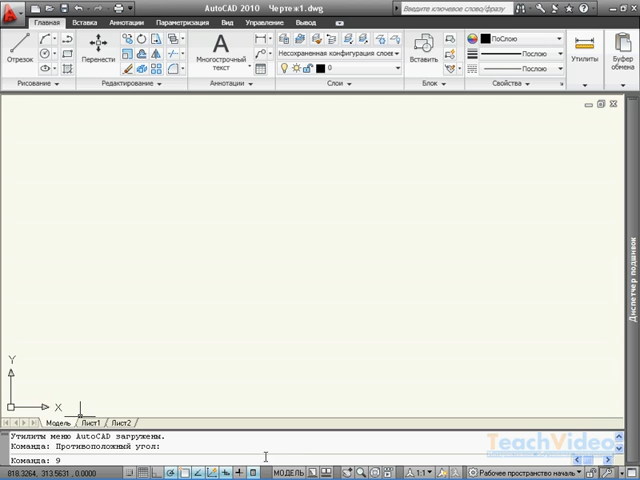 AutoCAD 2010 Чертеж1.dwg
Введите ключевое слово/фразу
Главная Вставка Аннотации Параметризация Вид Управление Вывод
Отрезок
Перенести
Многострочный текст
Несохраненная конфигурация слоев
0
Вставить
ПоСлою
Послою
Послою
Утилиты
Буфер обмена
Рисование Редактирование Аннотации Слои Блок Свойства
Диспетчер подшивок
Y
X
Модель Лист1 Лист2
Утилиты меню AutoCAD загружены.
Команда: Противоположный угол:
Команда: 9
TeachVideo
818.3264, 313.5631, 0.0000
МОДЕЛЬ
1:1
Рабочее пространство начальн